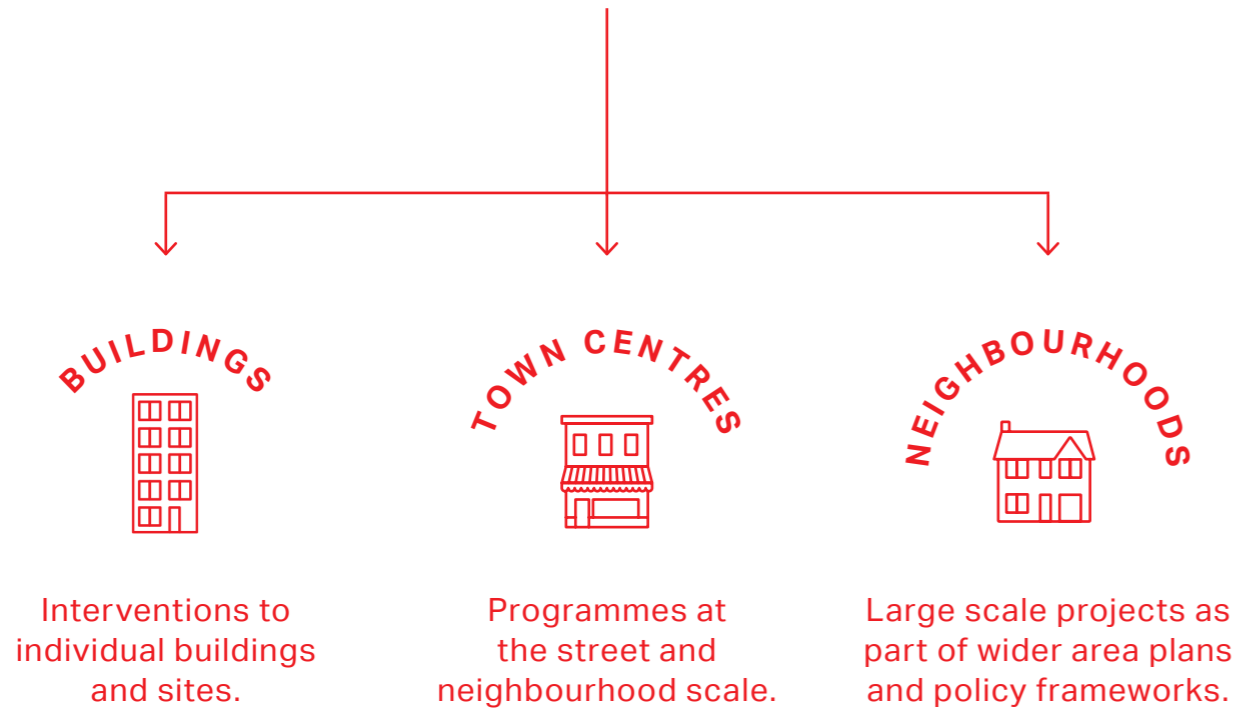 BUILDINGS
TOWN CENTRES
NEIGHBOURHOODS
Interventions to
individual buildings
and sites.
Programmes at
the street and
neighbourhood scale.
Large scale projects as
part of wider area plans
and policy frameworks.